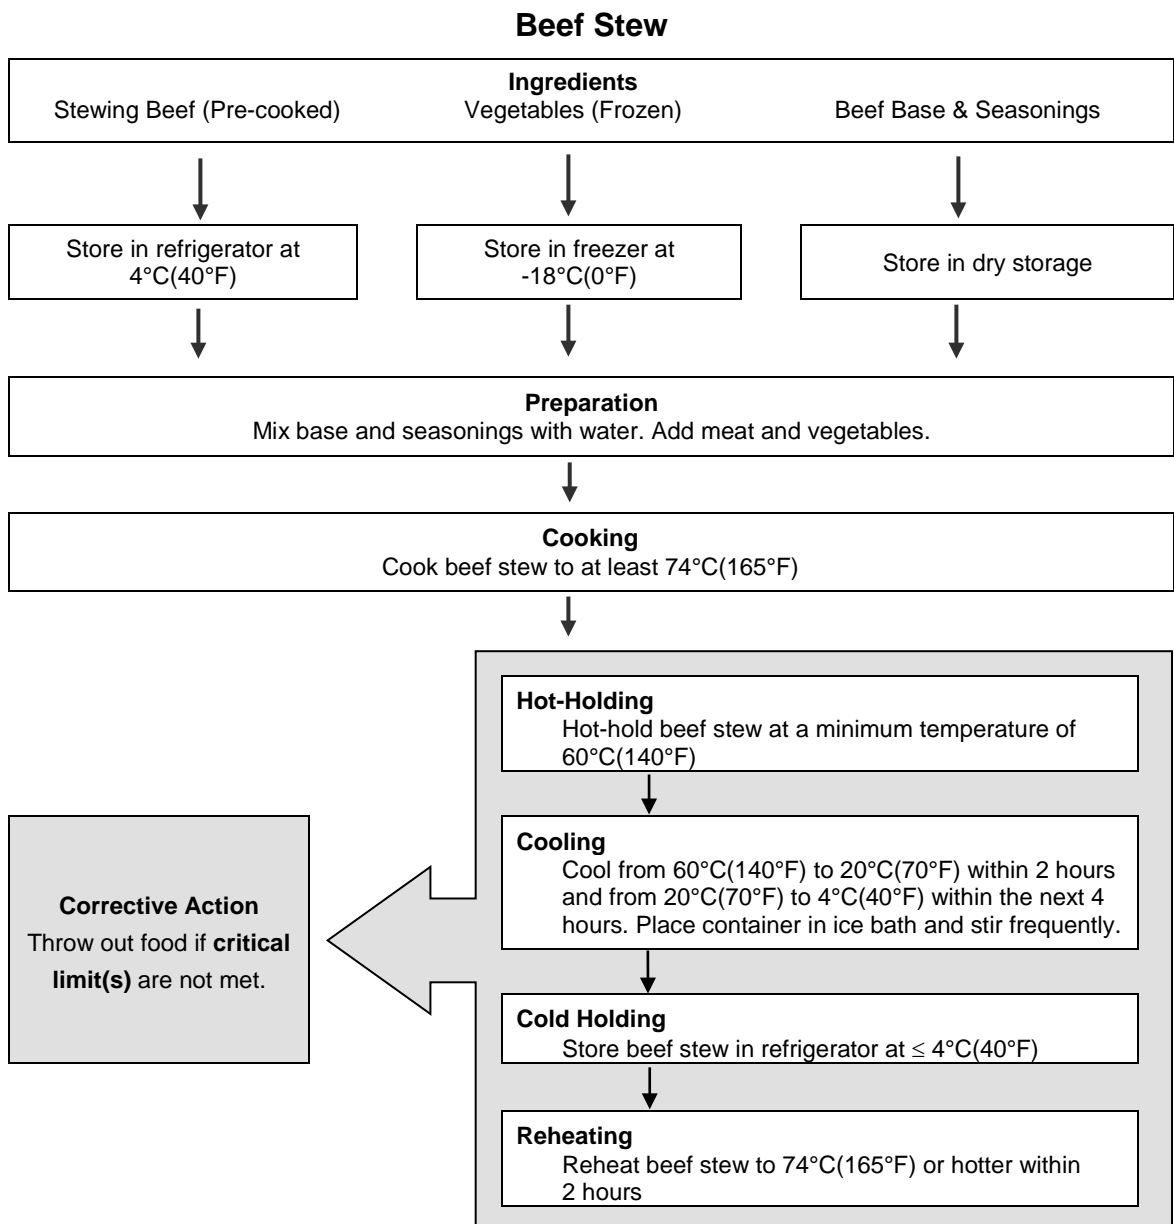 Beef Stew
Ingredients
Stewing Beef (Pre-cooked) Vegetables (Frozen) Beef Base & Seasonings
Store in refrigerator at
4°C(40°F)
Store in freezer at
-18°C(0°F)
Store in dry storage
Preparation
Mix base and seasonings with water. Add meat and vegetables.
Cooking
Cook beef stew to at least 74°C(165°F)
Hot-Holding
Hot-hold beef stew at a minimum temperature of
60°C(140°F)
Cooling
Cool from 60°C(140°F) to 20°C(70°F) within 2 hours
and from 20°C(70°F) to 4°C(40°F) within the next 4
hours. Place container in ice bath and stir frequently.
Corrective Action
Throw out food if critical
limit(s) are not met.
Cold Holding
Store beef stew in refrigerator at ≤ 4°C(40°F)
Reheating
Reheat beef stew to 74°C(165°F) or hotter within
2 hours